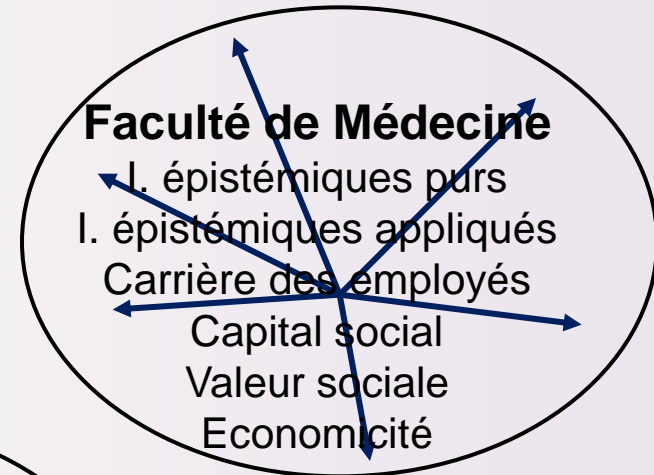 Faculté de Médecine
I. épistémiques purs
I. épistémiques appliqués
Carrière des employés
Capital social
Valeur sociale
Economicité